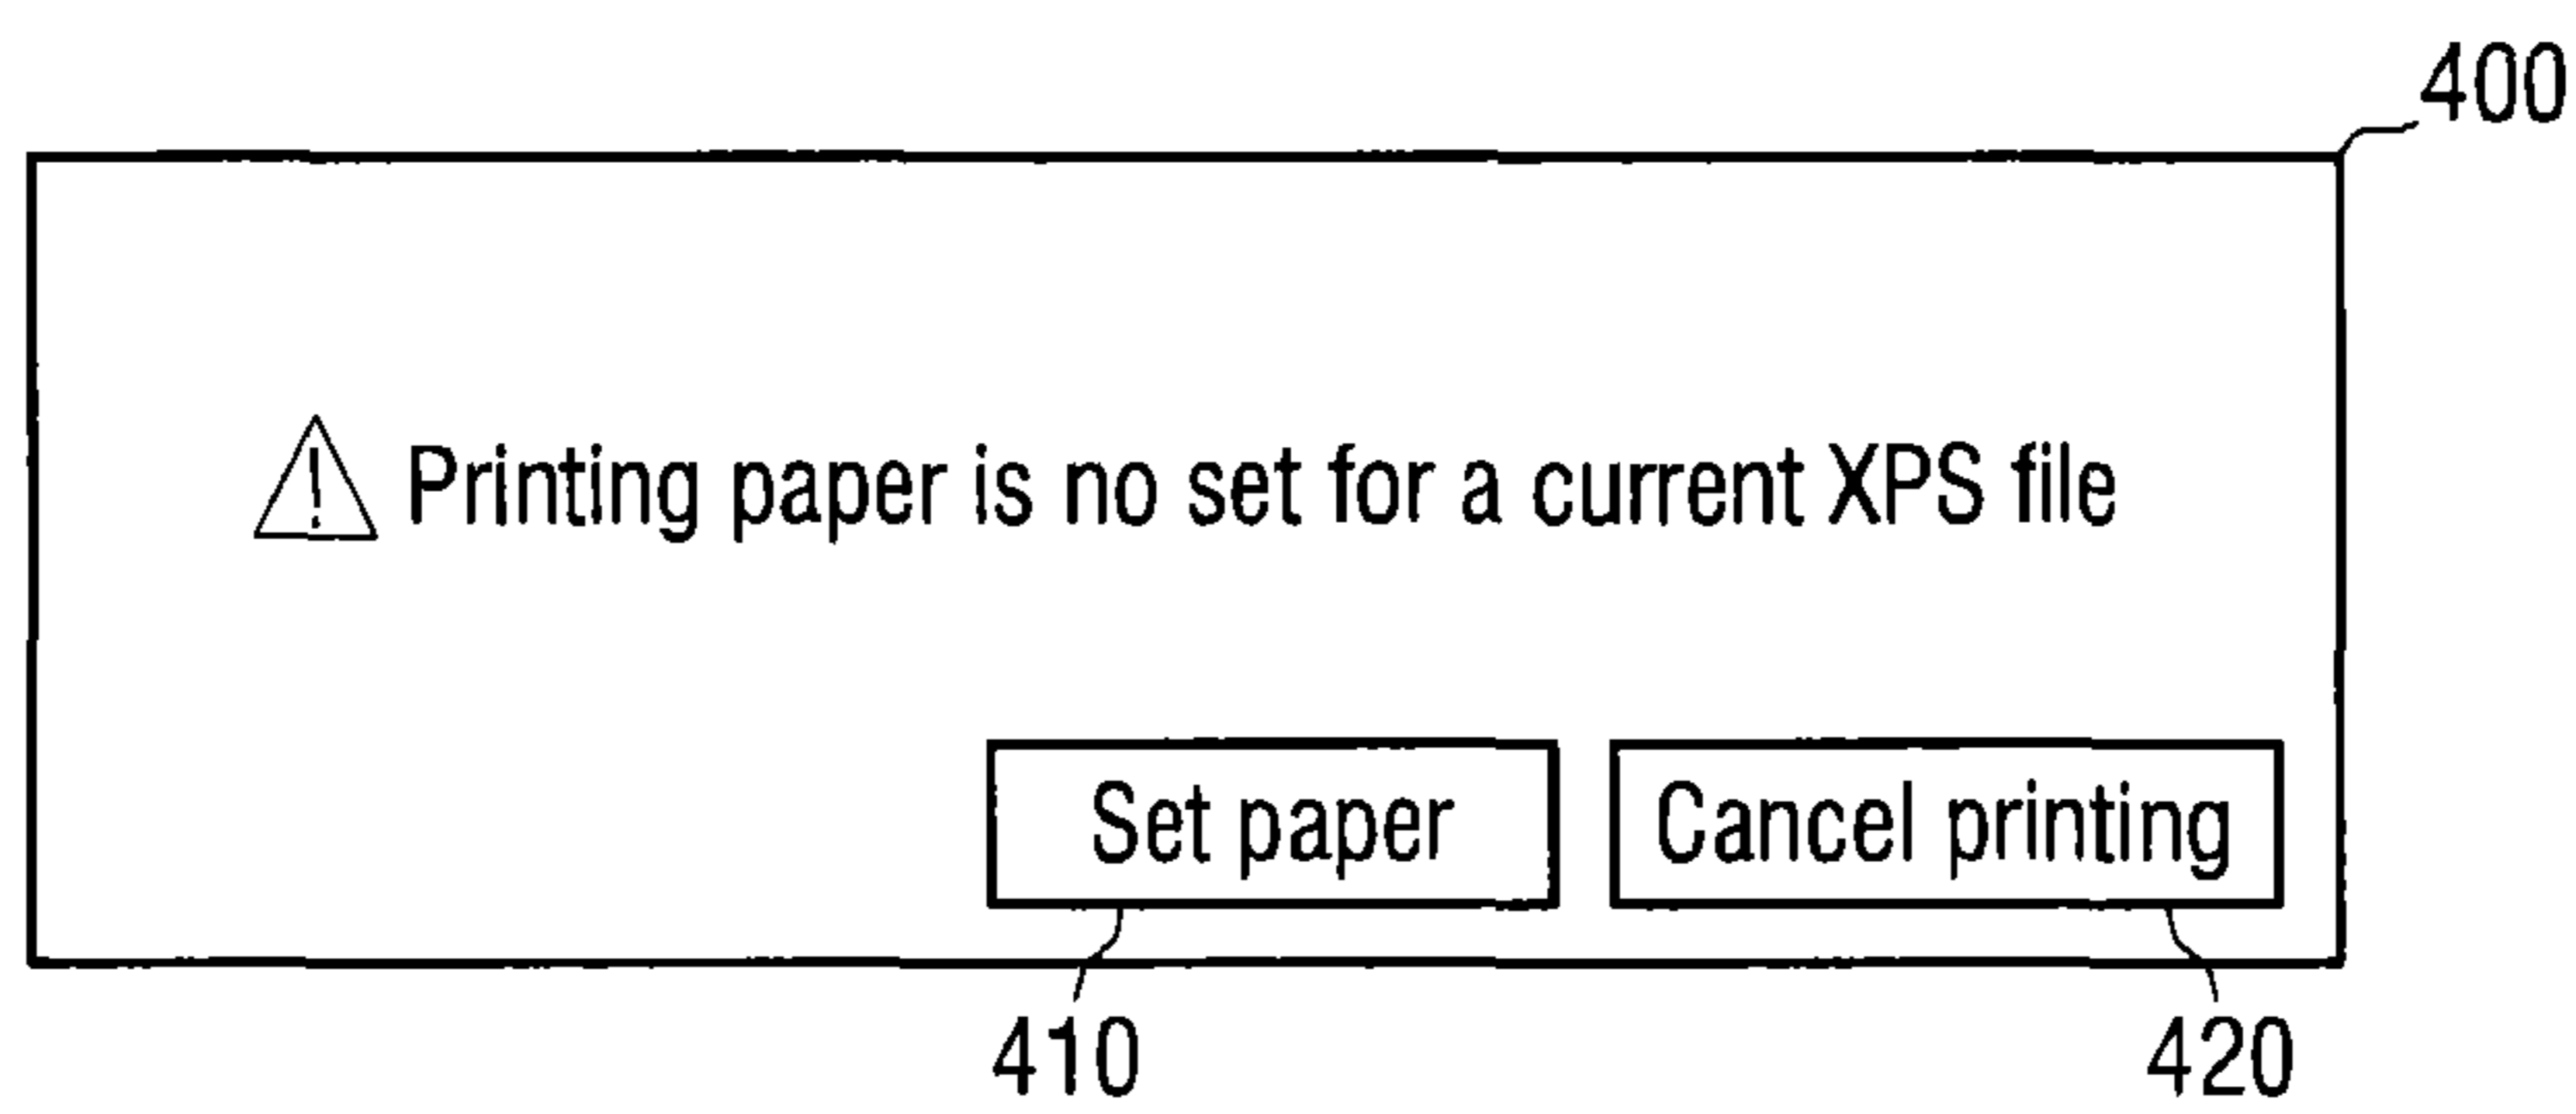 400
Printing paper is no set for a current XPS file
Set paper Cancel printing
410 420